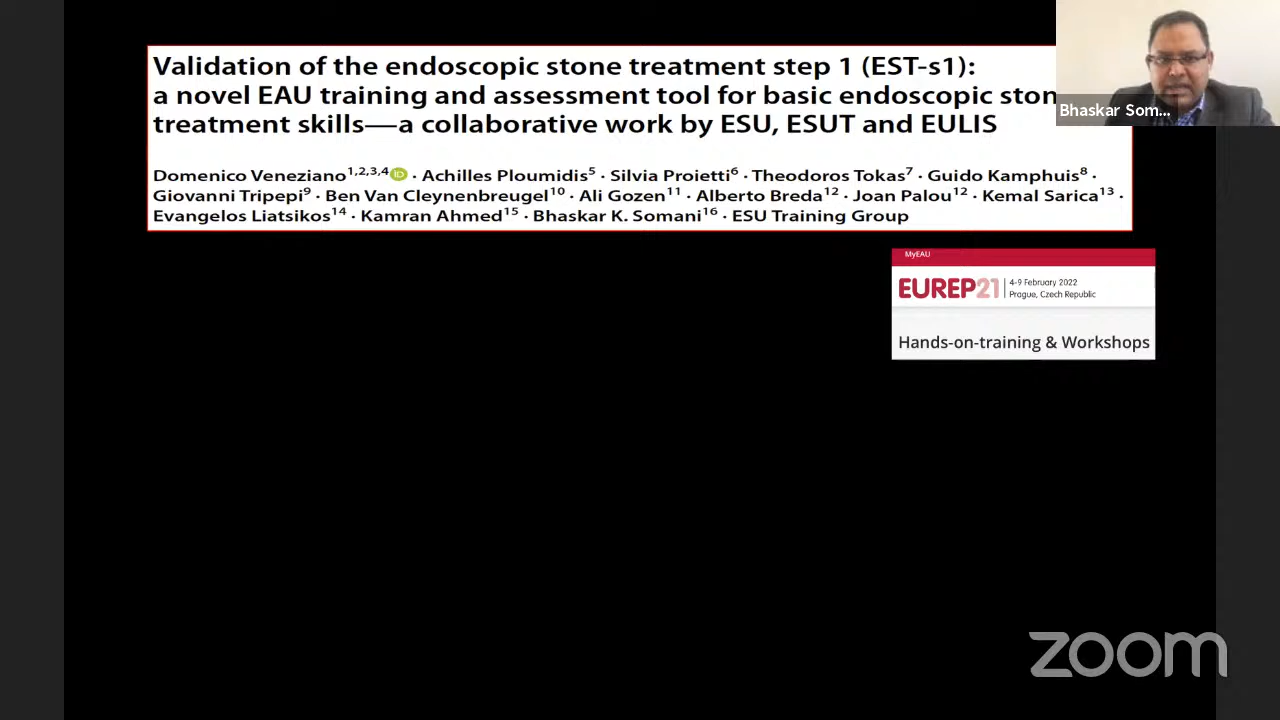 Validation of the endoscopic stone treatment step 1 (EST-s1):
a novel EAU training and assessment tool for basic endoscopic ston
treatment skills—a collaborative work by ESU, ESUT and EULIS
Domenico Veneziano1,2,3,4 iD · Achilles Ploumidis5 · Silvia Proietti6 · Theodoros Tokas7 · Guido Kamphuis8 ·
Giovanni Tripepi9 · Ben Van Cleynenbreugel10 · Ali Gozen11 · Alberto Breda12 · Joan Palou12 · Kemal Sarica13 ·
Evangelos Liatsikos14 · Kamran Ahmed15 · Bhaskar K. Somani16 · ESU Training Group
Bhaskar Som...
MyEAU
EUREP21
4-9 February 2022
Prague, Czech Republic
Hands-on-training & Workshops
zoom